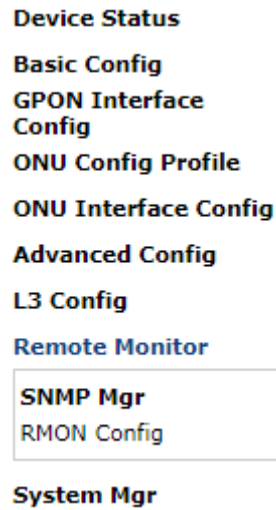 Device Status
Basic Config
GPON Interface
Config
ONU Config Profile
ONU Interface Config
Advanced Config
L3 Config
Remote Monitor
SNMP Mgr
RMON Config
System Mgr